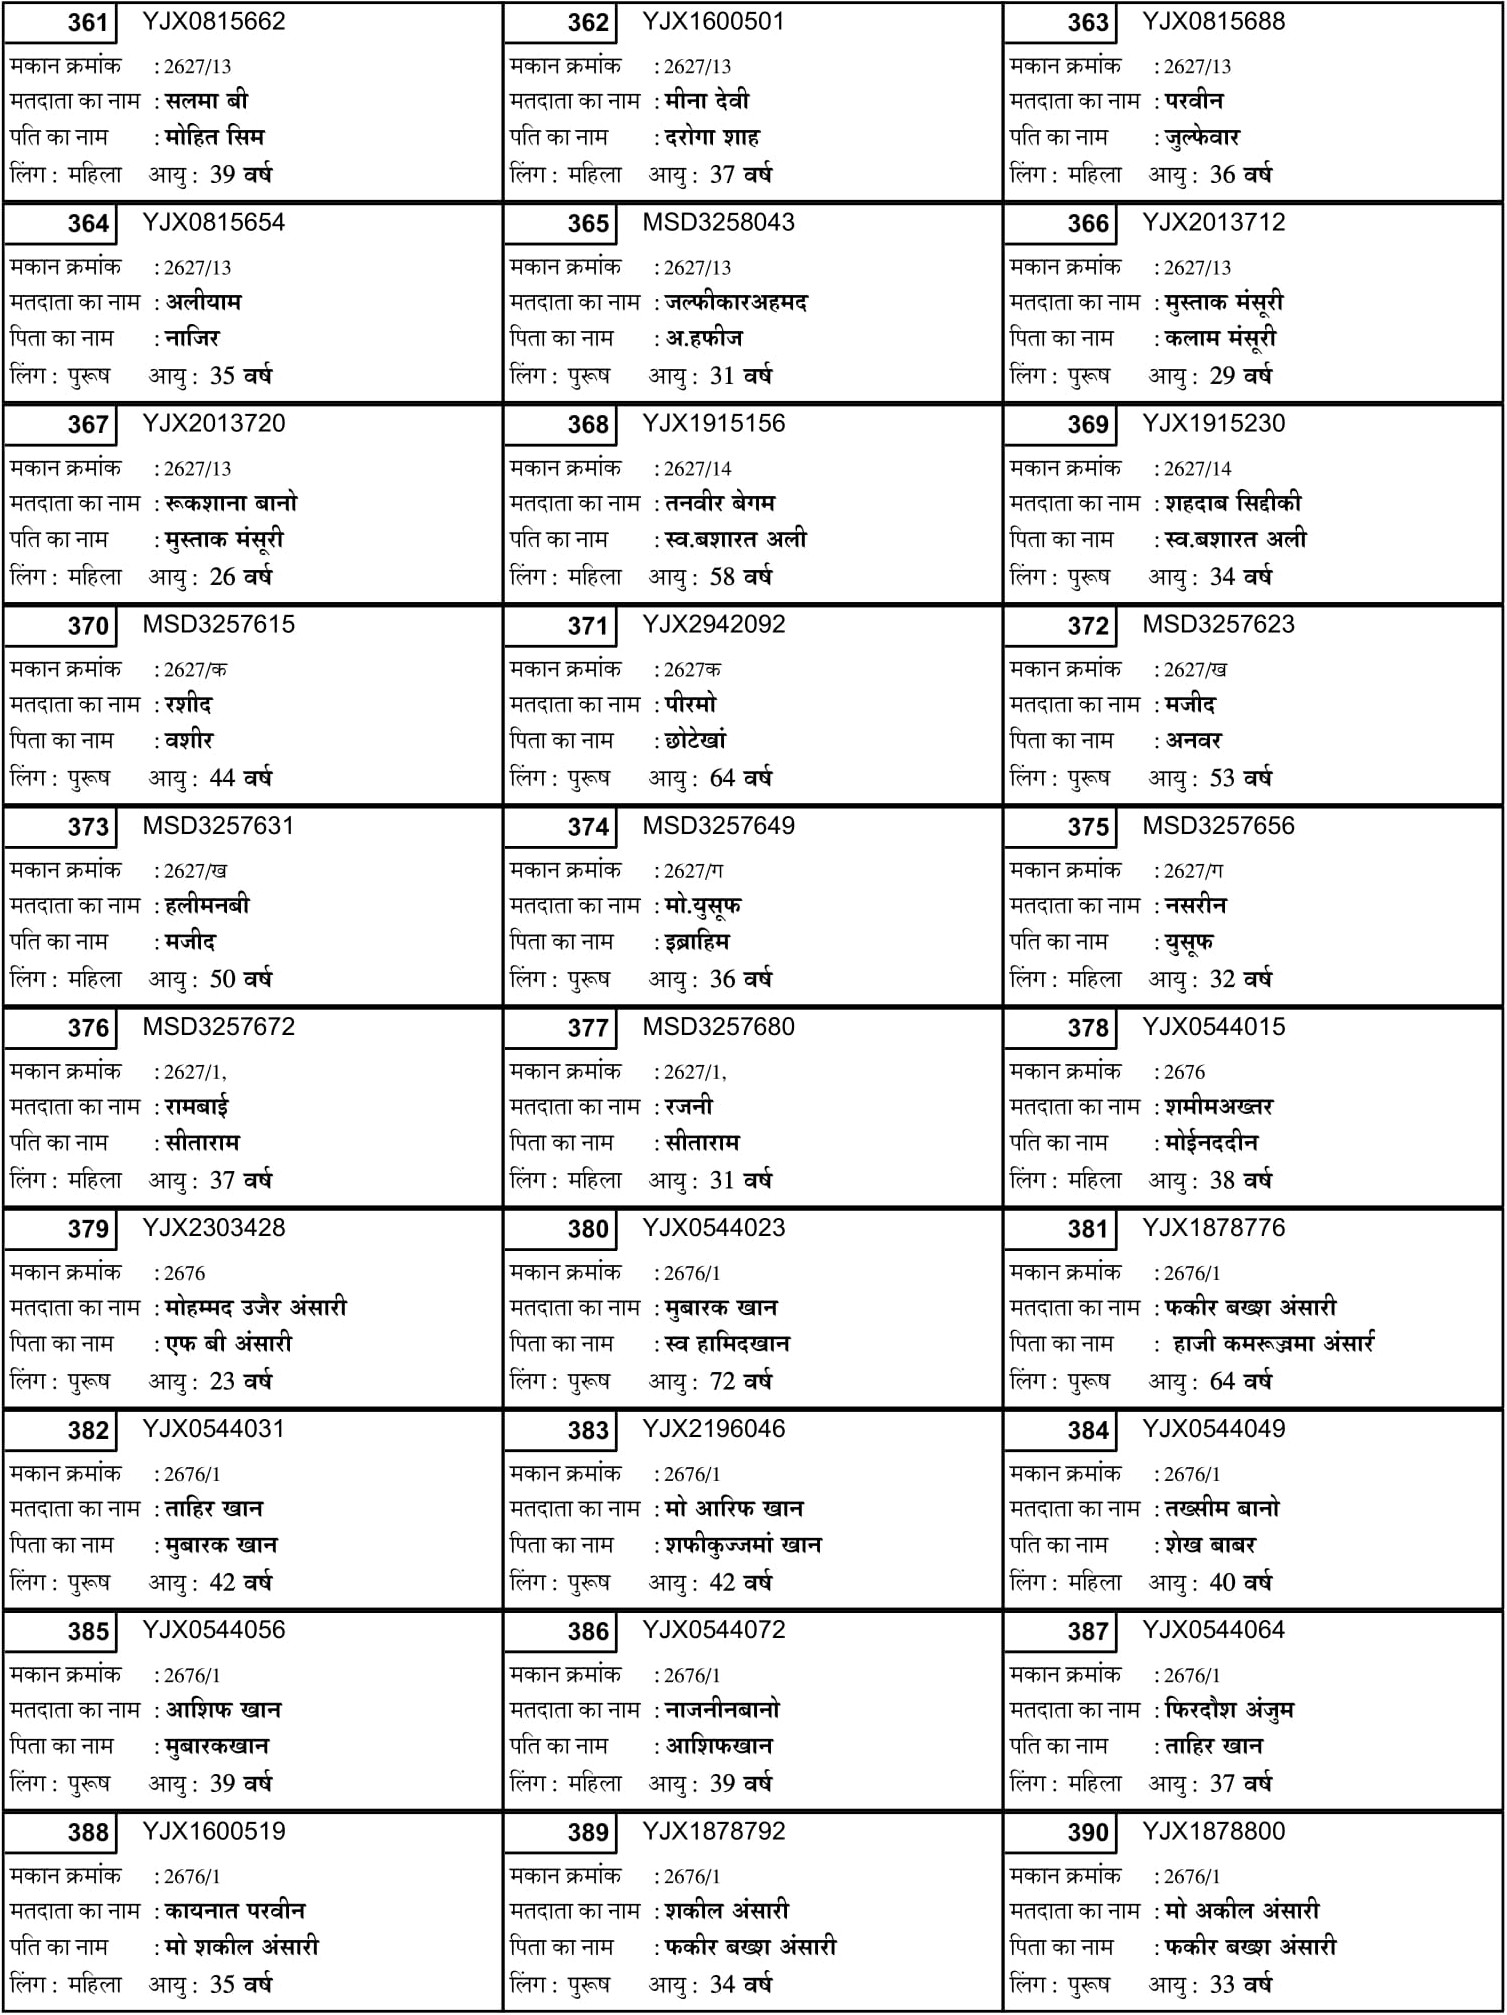 361 YJX0815662
मकान क्रमांक : 2627/13
मतदाता का नाम : सलमा बी
पति का नाम : मोहित सिम
लिंग : महिला आयु : 39 वर्ष
362 YJX1600501
मकान क्रमांक : 2627/13
मतदाता का नाम : मीना देवी
पति का नाम : दरोगा शाह
लिंग : महिला आयु : 37 वर्ष
363 YJX0815688
मकान क्रमांक : 2627/13
मतदाता का नाम : परवीन
पति का नाम : जुल्फेवार
लिंग : महिला आयु : 36 वर्ष
364 YJX0815654
मकान क्रमांक : 2627/13
मतदाता का नाम : अलीयाम
पिता का नाम : नाजिर
लिंग : पुरूष आयु : 35 वर्ष
365 MSD3258043
मकान क्रमांक : 2627/13
मतदाता का नाम : जल्फीकारअहमद
पिता का नाम : अ.हफीज
लिंग : पुरूष आयु : 31 वर्ष
366 YJX2013712
मकान क्रमांक : 2627/13
मतदाता का नाम : मुस्ताक मंसूरी
पिता का नाम : कलाम मंसूरी
लिंग : पुरूष आयु : 29 वर्ष
367 YJX2013720
मकान क्रमांक : 2627/13
मतदाता का नाम : रूकशाना बानो
पति का नाम : मुस्ताक मंसूरी
लिंग : महिला आयु : 26 वर्ष
368 YJX1915156
मकान क्रमांक : 2627/14
मतदाता का नाम : तनवीर बेगम
पति का नाम : स्व.बशारत अली
लिंग : महिला आयु : 58 वर्ष
369 YJX1915230
मकान क्रमांक : 2627/14
मतदाता का नाम : शहदाब सिद्दीकी
पिता का नाम : स्व.बशारत अली
लिंग : पुरूष आयु : 34 वर्ष
370 MSD3257615
मकान क्रमांक : 2627/क
मतदाता का नाम : रशीद
पिता का नाम : वशीर
लिंग : पुरूष आयु : 44 वर्ष
371 YJX2942092
मकान क्रमांक : 2627क
मतदाता का नाम : पीरमो
पिता का नाम : छोटेखां
लिंग : पुरूष आयु : 64 वर्ष
372 MSD3257623
मकान क्रमांक : 2627/ख
मतदाता का नाम : मजीद
पिता का नाम : अनवर
लिंग : पुरूष आयु : 53 वर्ष
373 MSD3257631
मकान क्रमांक : 2627/ख
मतदाता का नाम : हलीमनबी
पति का नाम : मजीद
लिंग : महिला आयु : 50 वर्ष
374 MSD3257649
मकान क्रमांक : 2627/ग
मतदाता का नाम : मो.युसूफ
पिता का नाम : इब्राहिम
लिंग : पुरूष आयु : 36 वर्ष
375 MSD3257656
मकान क्रमांक : 2627/ग
मतदाता का नाम : नसरीन
पति का नाम : युसूफ
लिंग : महिला आयु : 32 वर्ष
376 MSD3257672
मकान क्रमांक : 2627/1,
मतदाता का नाम : रामबाई
पति का नाम : सीताराम
लिंग : महिला आयु : 37 वर्ष
377 MSD3257680
मकान क्रमांक : 2627/1,
मतदाता का नाम : रजनी
पिता का नाम : सीताराम
लिंग : महिला आयु : 31 वर्ष
378 YJX0544015
मकान क्रमांक : 2676
मतदाता का नाम : शमीमअख्तर
पति का नाम : मोईनददीन
लिंग : महिला आयु : 38 वर्ष
379 YJX2303428
मकान क्रमांक : 2676
मतदाता का नाम : मोहम्मद उजैर अंसारी
पिता का नाम : एफ बी अंसारी
लिंग : पुरूष आयु : 23 वर्ष
380 YJX0544023
मकान क्रमांक : 2676/1
मतदाता का नाम : मुबारक खान
पिता का नाम : स्व हामिदखान
लिंग : पुरूष आयु : 72 वर्ष
381 YJX1878776
मकान क्रमांक : 2676/1
मतदाता का नाम : फकीर बख्श अंसारी
पिता का नाम : हाजी कमरूज्जमा अंसारी
लिंग : पुरूष आयु : 64 वर्ष
382 YJX0544031
मकान क्रमांक : 2676/1
मतदाता का नाम : ताहिर खान
पिता का नाम : मुबारक खान
लिंग : पुरूष आयु : 42 वर्ष
383 YJX2196046
मकान क्रमांक : 2676/1
मतदाता का नाम : मो आरिफ खान
पिता का नाम : शफीकुज्जमां खान
लिंग : पुरूष आयु : 42 वर्ष
384 YJX0544049
मकान क्रमांक : 2676/1
मतदाता का नाम : तख्सीम बानो
पति का नाम : शेख बाबर
लिंग : महिला आयु : 40 वर्ष
385 YJX0544056
मकान क्रमांक : 2676/1
मतदाता का नाम : आशिफ खान
पिता का नाम : मुबारकखान
लिंग : पुरूष आयु : 39 वर्ष
386 YJX0544072
मकान क्रमांक : 2676/1
मतदाता का नाम : नाजनीनबानो
पति का नाम : आशिफखान
लिंग : महिला आयु : 39 वर्ष
387 YJX0544064
मकान क्रमांक : 2676/1
मतदाता का नाम : फिरदौश अंजुम
पति का नाम : ताहिर खान
लिंग : महिला आयु : 37 वर्ष
388 YJX1600519
मकान क्रमांक : 2676/1
मतदाता का नाम : कायनात परवीन
पति का नाम : मो शकील अंसारी
लिंग : महिला आयु : 35 वर्ष
389 YJX1878792
मकान क्रमांक : 2676/1
मतदाता का नाम : शकील अंसारी
पिता का नाम : फकीर बख्श अंसारी
लिंग : पुरूष आयु : 34 वर्ष
390 YJX1878800
मकान क्रमांक : 2676/1
मतदाता का नाम : मो अकील अंसारी
पिता का नाम : फकीर बख्श अंसारी
लिंग : पुरूष आयु : 33 वर्ष